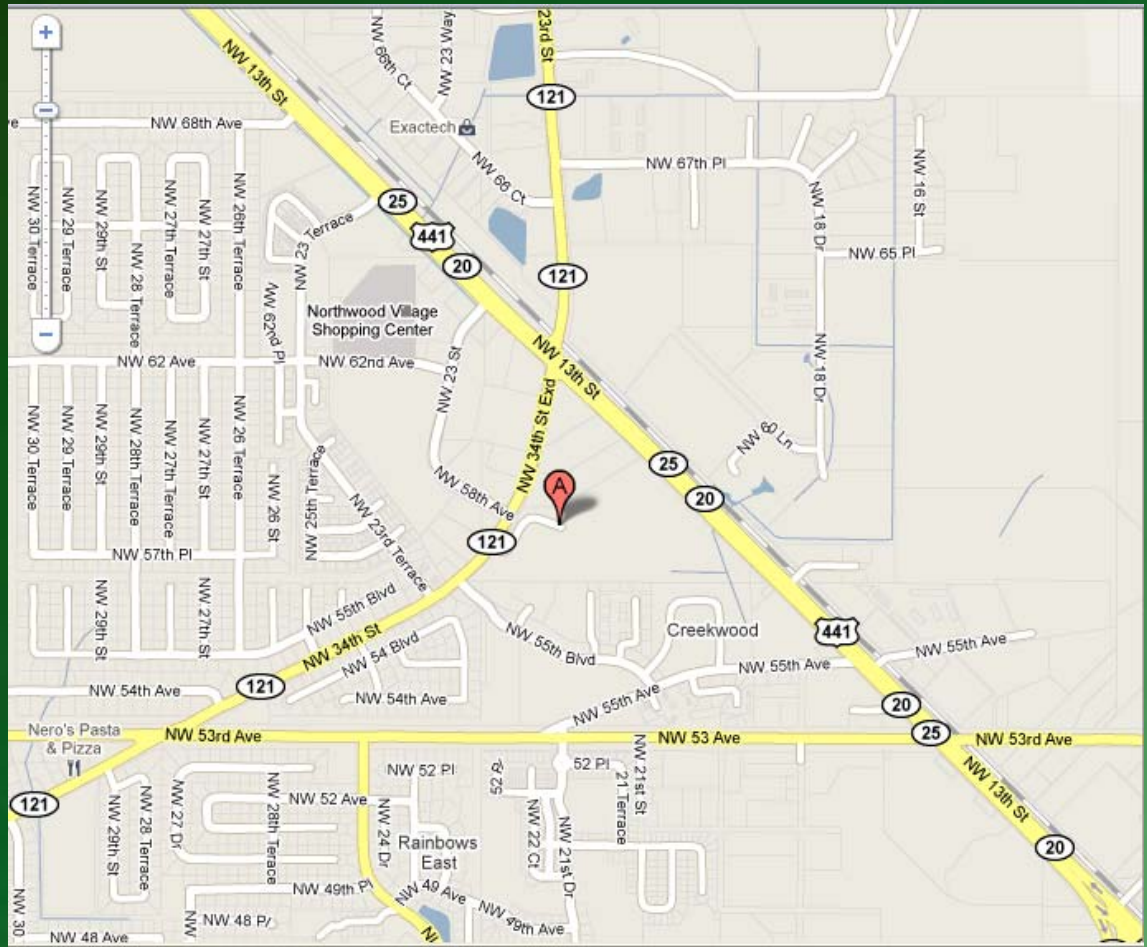 23rd St
NW 13th St
NW 66th Ct
NW 23 Way
121
NW 68th Ave
Exactech
NW 66 Ct
NW 67th Pl
NW 16 St
NW 18 Dr
NW 65 Pl
25
441
20
121
NW 23 Terrace
NW 30 Terrace
NW 29 Terrace
NW 29th St
NW 28 Terrace
NW 27th Terrace
NW 27th St
NW 26th Terrace
NW 62nd Pl
Northwood Village
Shopping Center
NW 62 Ave
NW 62nd Ave
NW 23 St
NW 13th St
NW 34th St Exp
NW 18 Dr
NW 60 Ln
25
20
NW 30 Terrace
NW 29 Terrace
NW 29th St
NW 28th Terrace
NW 27th Terrace
NW 27th St
NW 26 Terrace
NW 26 St
NW 25th Terrace
NW 23rd Terrace
NW 58th Ave
A
121
NW 57th Pl
NW 29th St
NW 27th St
NW 55th Blvd
NW 34th St
NW 54 Blvd
NW 55th Blvd
Creekwood
441
NW 55th Ave
NW 55th Ave
NW 55th Ave
NW 54th Ave
121
NW 54th Ave
20
25
Nero's Pasta
& Pizza
NW 53rd Ave
NW 53 Ave
NW 53rd Ave
121
NW 52 Pl
52 Pl
52 Pl
NW 21st St
21 Terrace
NW 13th St
NW 29th St
NW 28 Terrace
NW 27 Dr
NW 28th Terrace
NW 52 Ave
NW 24 Dr
Rainbows
East
NW 22 Ct
NW 21st Dr
20
NW 49th Pl
NW 49 Ave
NW 49th Ave
NW 48 Pl
NW
NW 30
NW 48 Ave